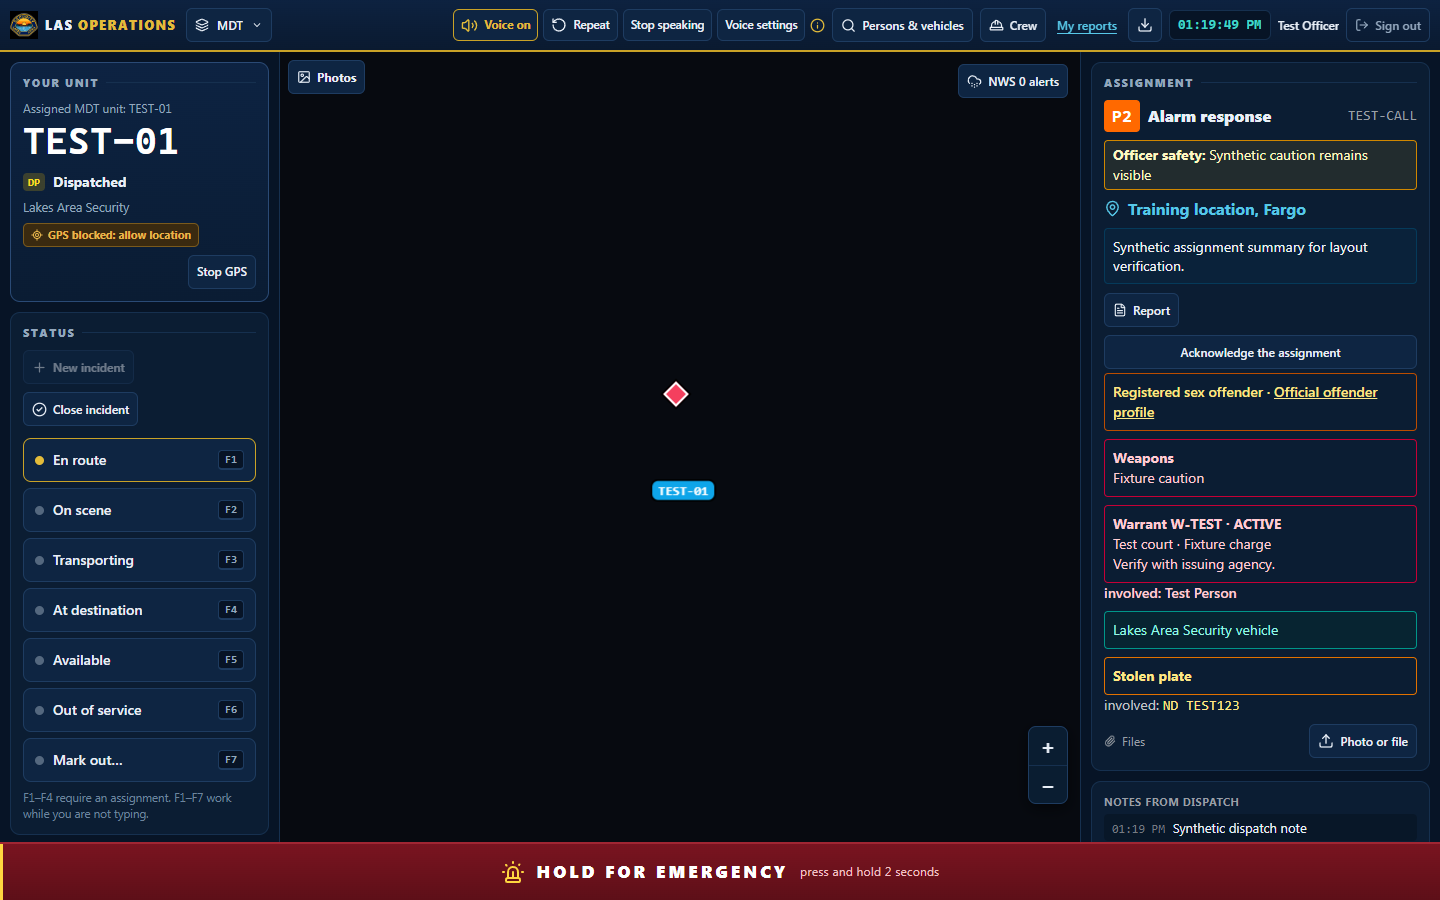 LAS OPERATIONS
MDT
Voice on
Repeat
Stop speaking
Voice settings
Persons & vehicles
Crew
My reports
01:19:49 PM
Test Officer
Sign out
YOUR UNIT
Assigned MDT unit: TEST-01
TEST-01
DP Dispatched
Lakes Area Security
GPS blocked: allow location
Stop GPS
STATUS
New incident
Close incident
En route F1
On scene F2
Transporting F3
At destination F4
Available F5
Out of service F6
Mark out... F7
F1–F4 require an assignment. F1–F7 work
while you are not typing.
Photos
NWS 0 alerts
TEST-01
+
−
ASSIGNMENT
P2 Alarm response TEST-CALL
Officer safety: Synthetic caution remains
visible
Training location, Fargo
Synthetic assignment summary for layout
verification.
Report
Acknowledge the assignment
Registered sex offender · Official offender
profile
Weapons
Fixture caution
Warrant W-TEST · ACTIVE
Test court · Fixture charge
Verify with issuing agency.
involved: Test Person
Lakes Area Security vehicle
Stolen plate
involved: ND TEST123
Files
Photo or file
NOTES FROM DISPATCH
01:19 PM Synthetic dispatch note
HOLD FOR EMERGENCY press and hold 2 seconds